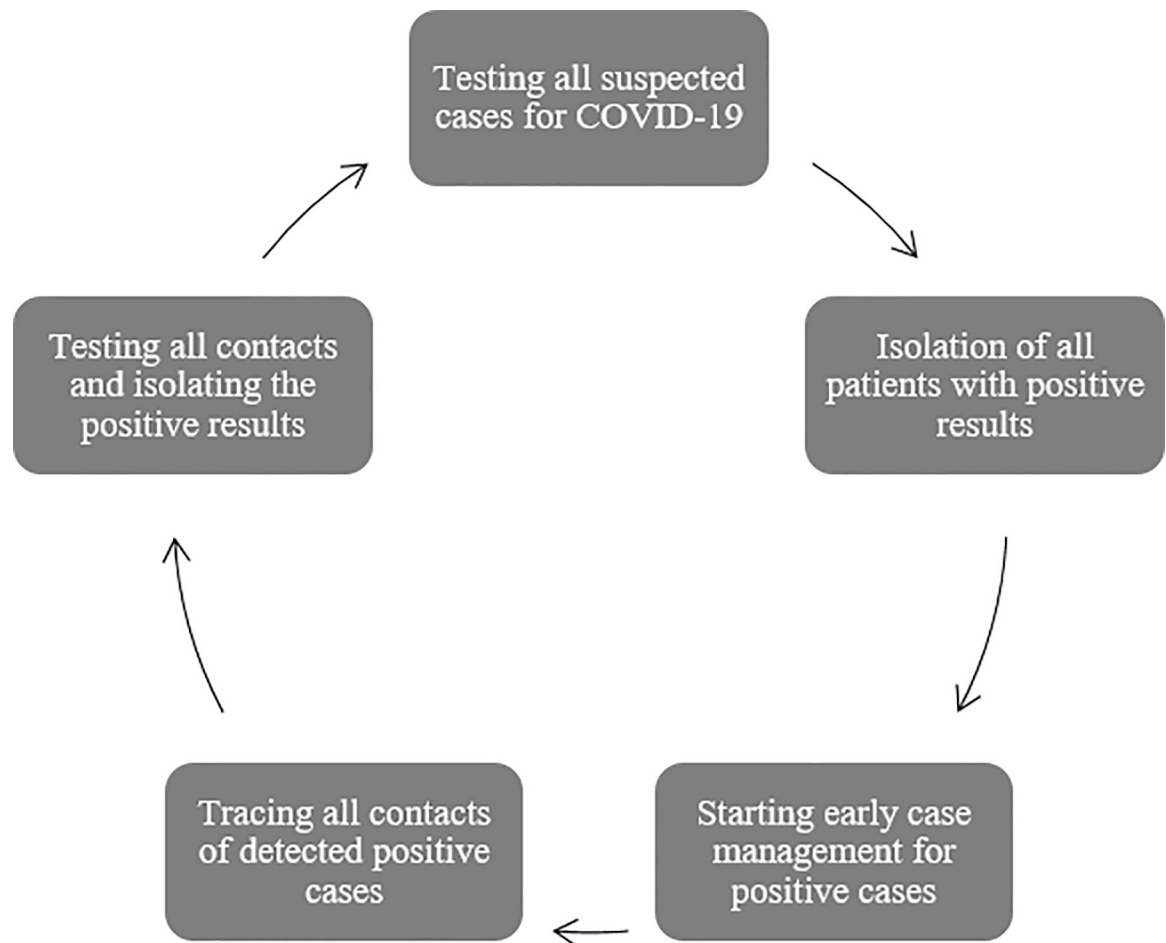 Testing all suspected
cases for COVID-19
Isolation of all
patients with positive
results
Starting early case
management for
positive cases
Tracing all contacts
of detected positive
cases
Testing all contacts
and isolating the
positive results